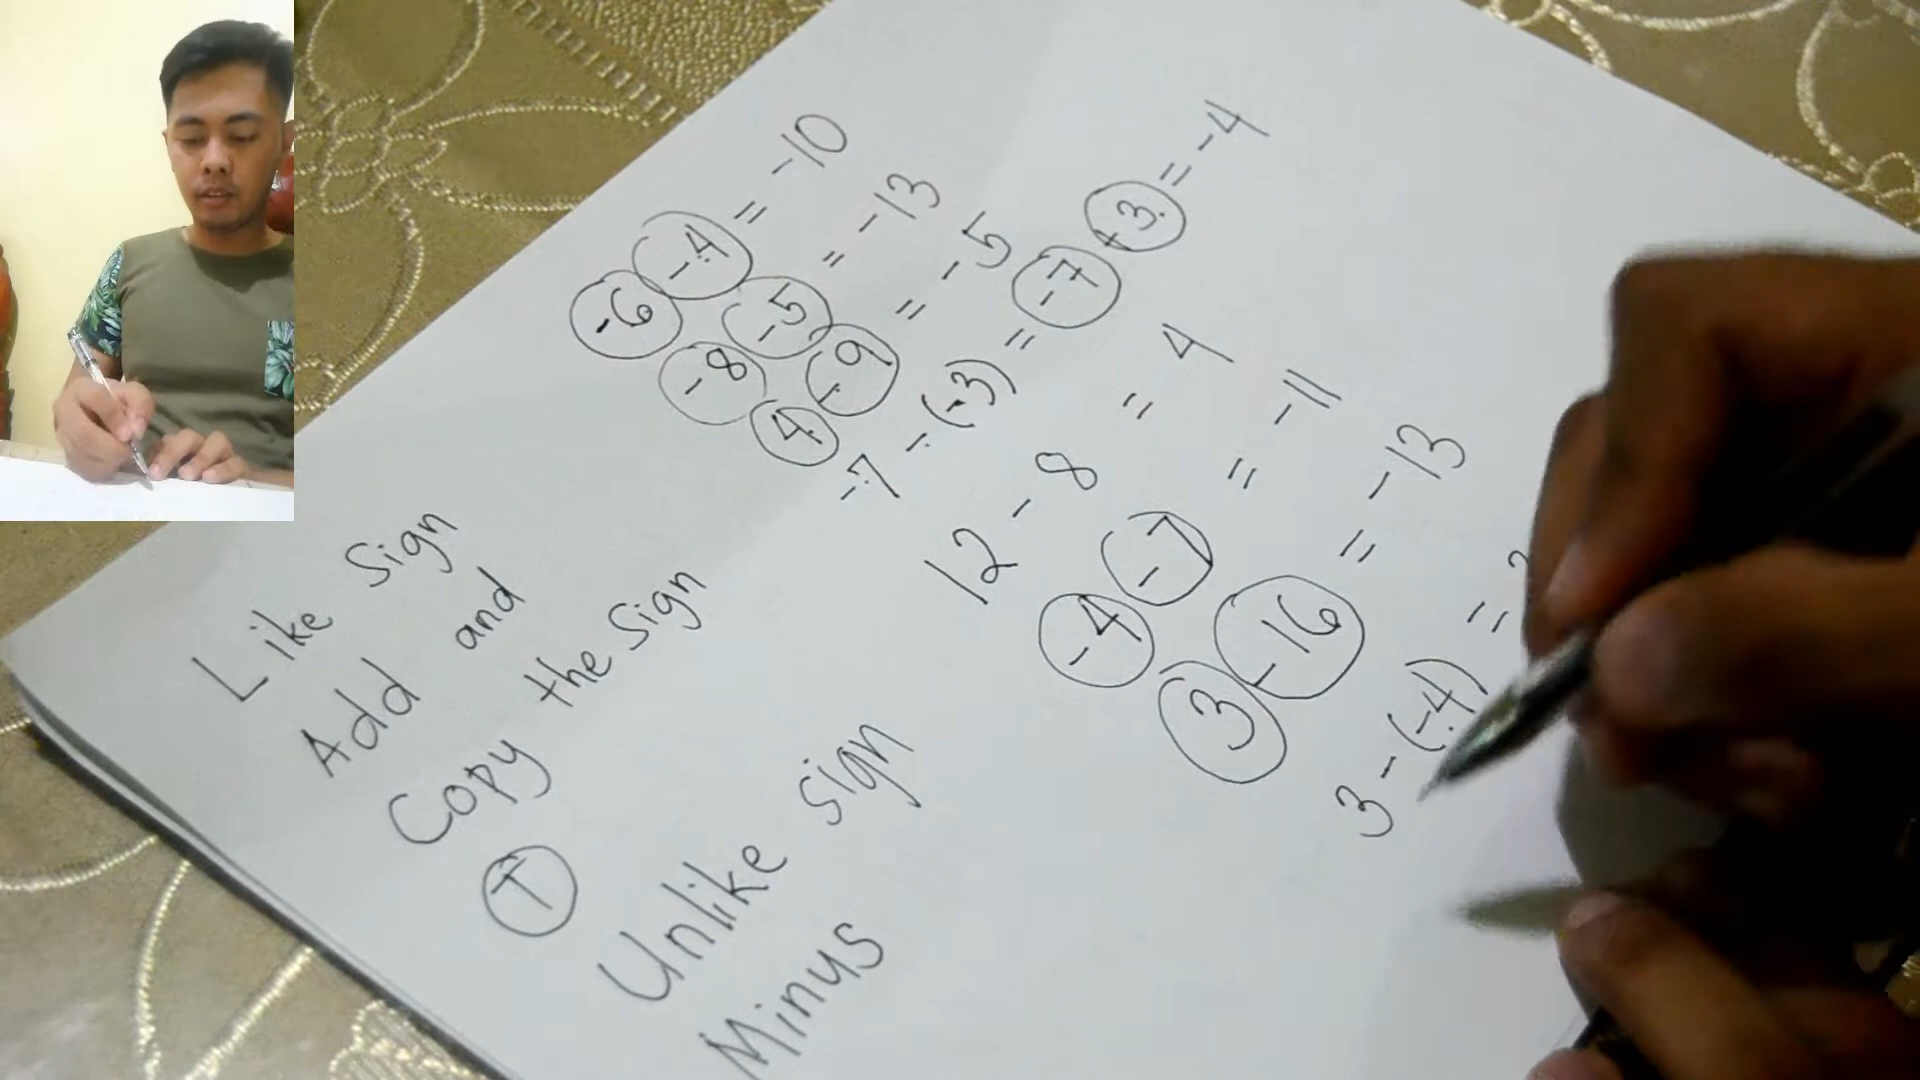 -6 -4 = -10
-8 -5 = -13
4 -9 = -5
-7 - (-3) = -7 +3 = -4
12 - 8 = 4
-4 -7 = -11
3 -16 = -13
3 - (-4) =
Like Sign
Add and
Copy the Sign
Unlike sign
Minus